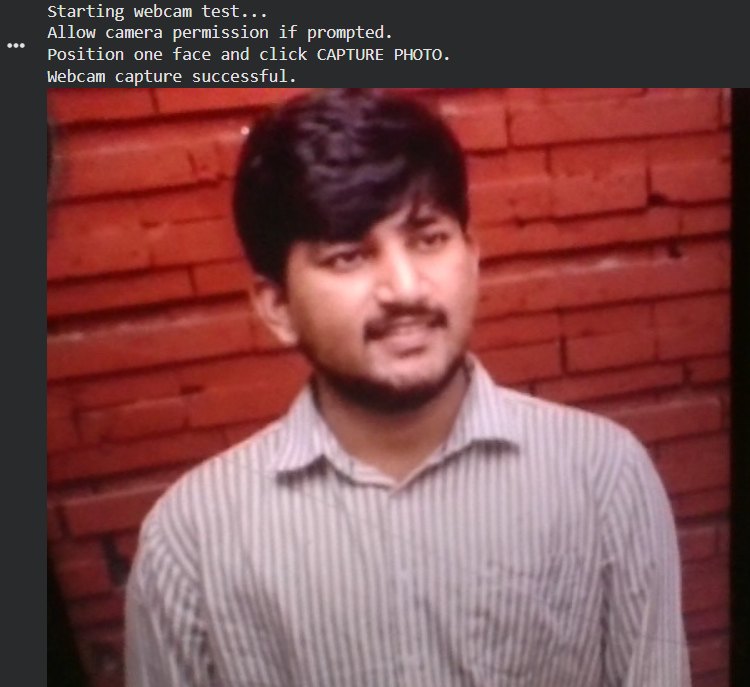 Starting webcam test...
Allow camera permission if prompted.
Position one face and click CAPTURE PHOTO.
Webcam capture successful.